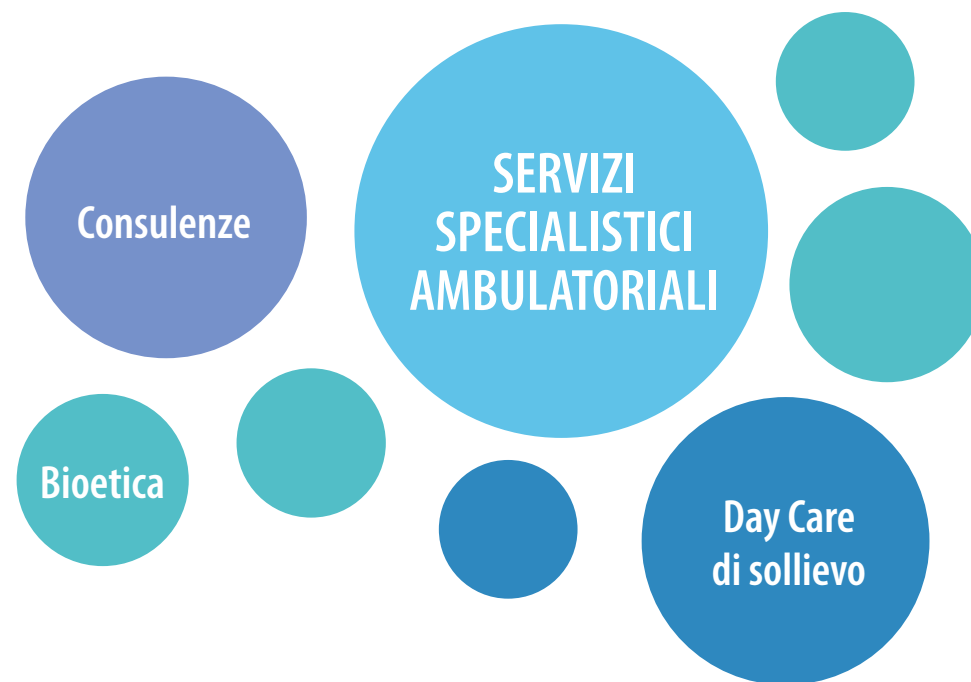 Consulenze
SERVIZI
SPECIALISTICI
AMBULATORIALI
Bioetica
Day Care
di sollievo